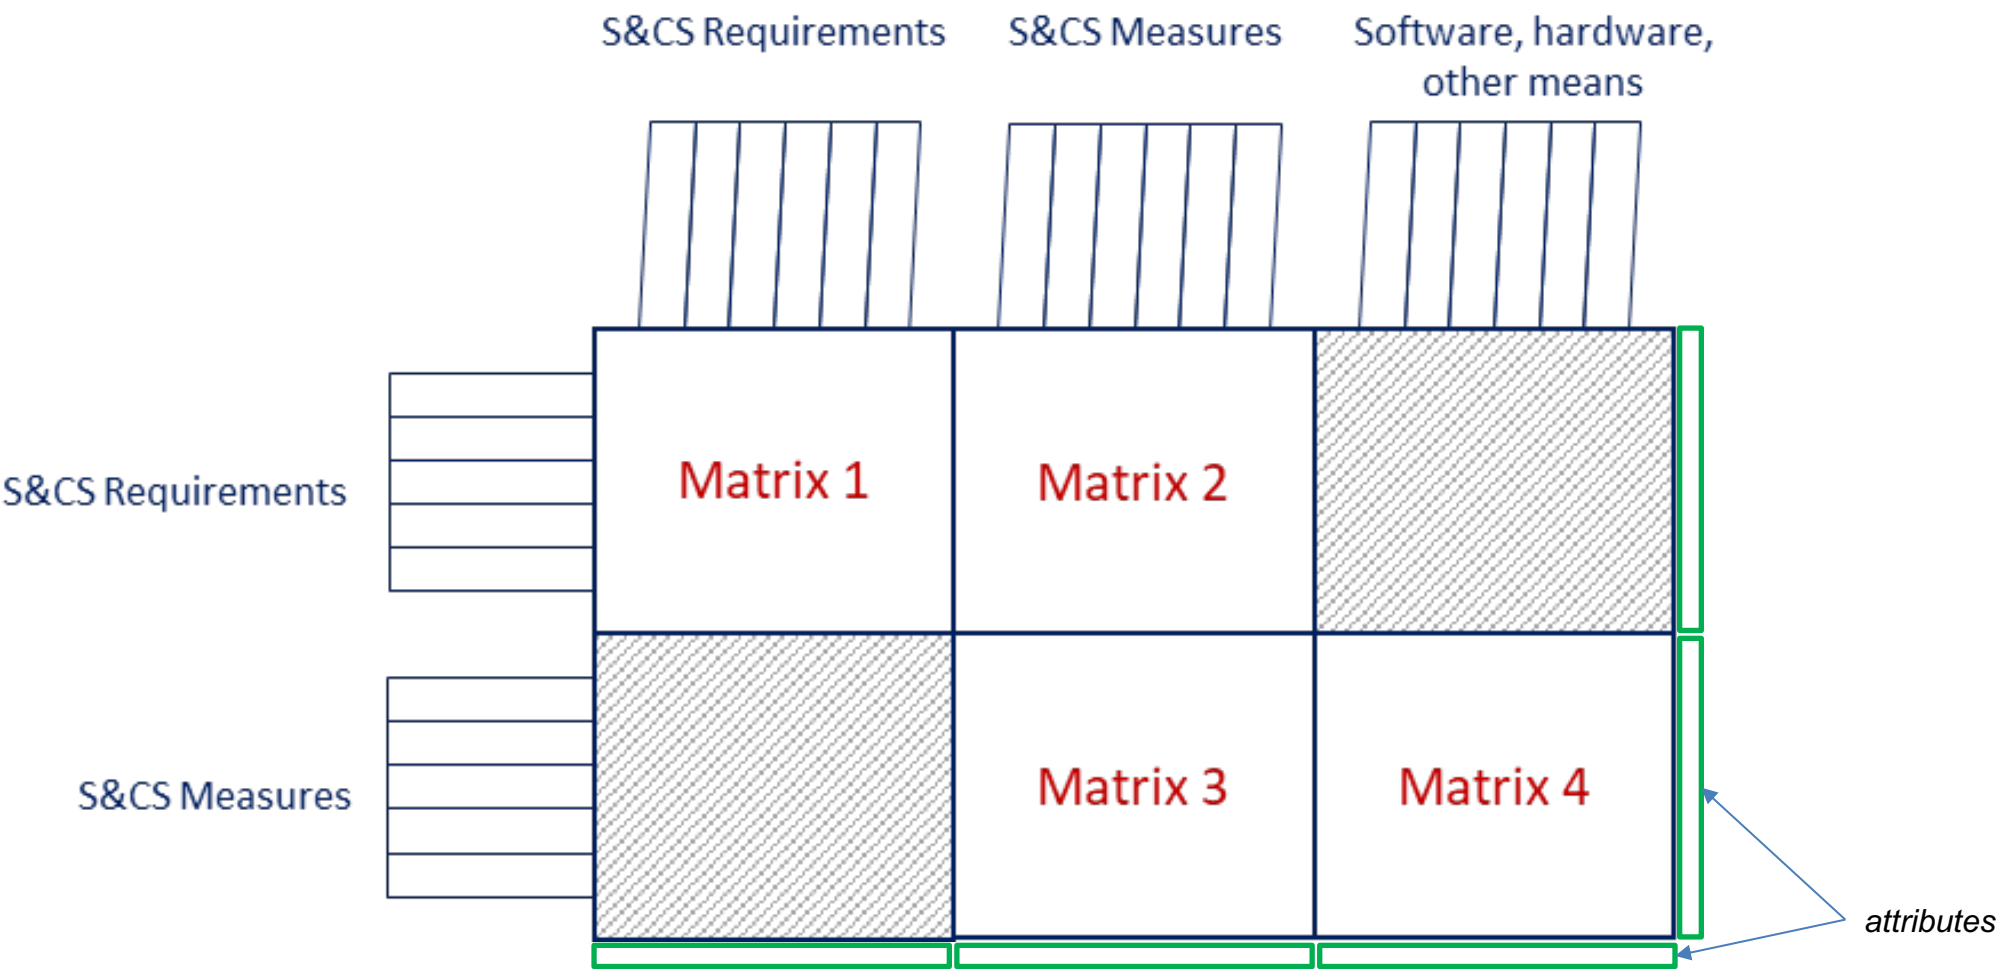 S&CS Requirements
S&CS Measures
Software, hardware,
other means
S&CS Requirements
Matrix 1
Matrix 2
S&CS Measures
Matrix 3
Matrix 4
attributes